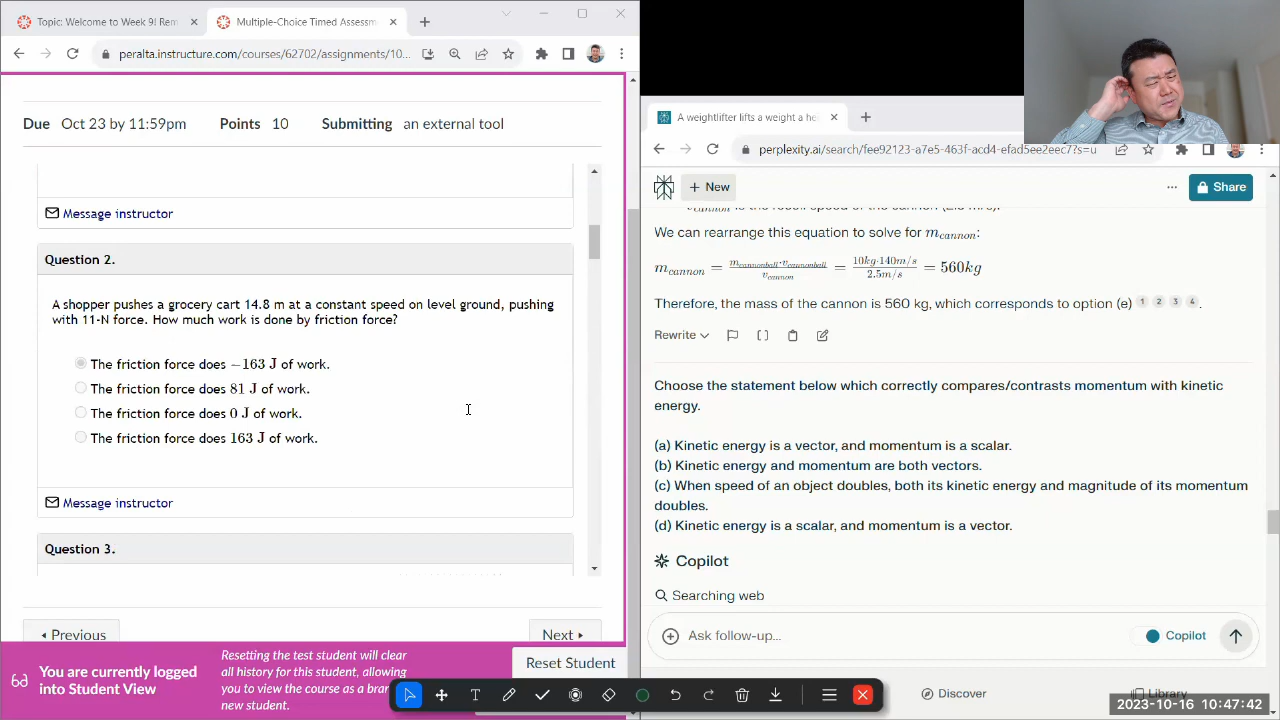 Topic: Welcome to Week 9! Rem
Multiple-Choice Timed Assessm
peralta.instructure.com/courses/62702/assignments/10...
Due Oct 23 by 11:59pm Points 10 Submitting an external tool
Message instructor
Question 2.
A shopper pushes a grocery cart 14.8 m at a constant speed on level ground, pushing
with 11-N force. How much work is done by friction force?
The friction force does −163 J of work.
The friction force does 81 J of work.
The friction force does 0 J of work.
The friction force does 163 J of work.
Message instructor
Question 3.
Previous
Next
You are currently logged
into Student View
Resetting the test student will clear
all history for this student, allowing
you to view the course as a bran
new student.
Reset Student
A weightlifter lifts a weight a he
perplexity.ai/search/fee92123-a7e5-463f-acd4-efad5ee2eec7?s=u
+ New
Share
We can rearrange this equation to solve for m_cannon:
m_cannon = m_cannonball·v_cannonball / v_cannon = 10kg·140m/s / 2.5m/s = 560kg
Therefore, the mass of the cannon is 560 kg, which corresponds to option (e) 1 2 3 4.
Rewrite
Choose the statement below which correctly compares/contrasts momentum with kinetic
energy.
(a) Kinetic energy is a vector, and momentum is a scalar.
(b) Kinetic energy and momentum are both vectors.
(c) When speed of an object doubles, both its kinetic energy and magnitude of its momentum
doubles.
(d) Kinetic energy is a scalar, and momentum is a vector.
Copilot
Searching web
Ask follow-up...
Copilot
Discover
Library
2023-10-16 10:47:42